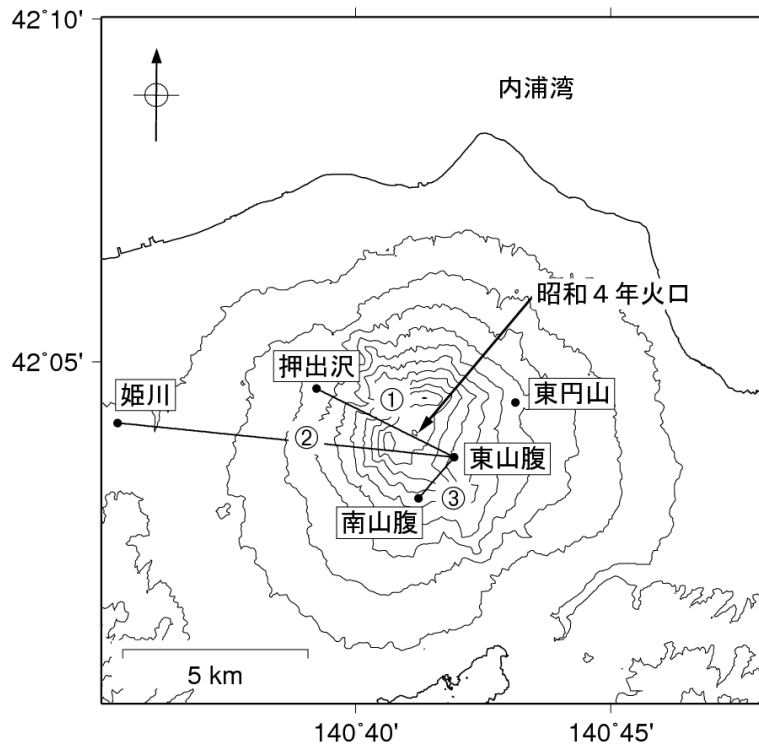 42°10'
内浦湾
昭和４年火口
42°05'
押出沢
姫川
①
東円山
②
東山腹
③
南山腹
5 km
140°40'
140°45'